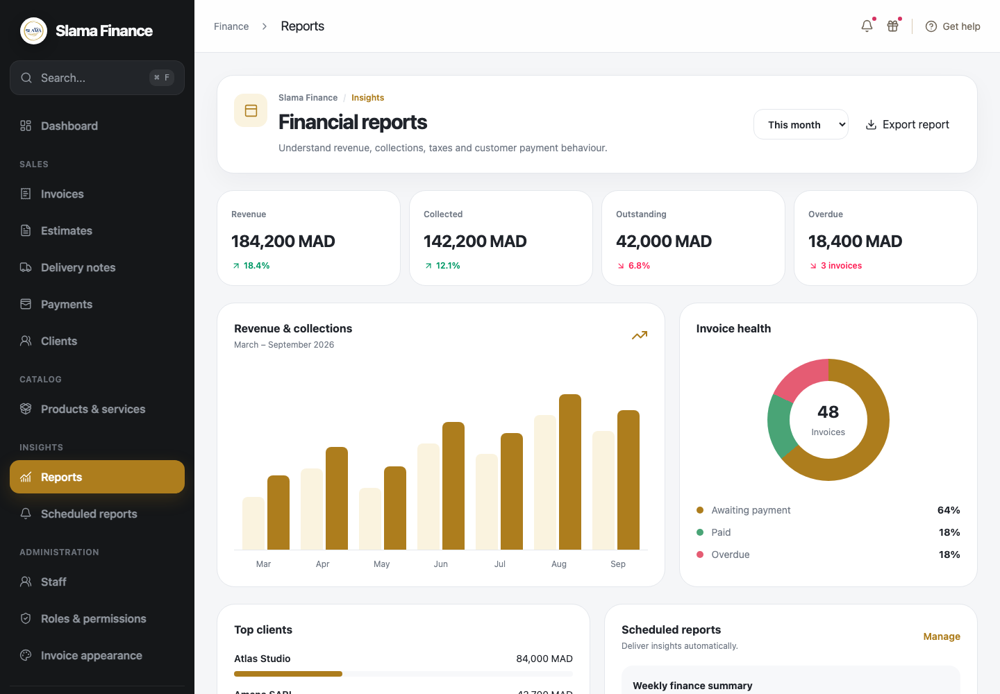 SLAMA
Slama Finance
Search...
⌘ F
Dashboard
SALES
Invoices
Estimates
Delivery notes
Payments
Clients
CATALOG
Products & services
INSIGHTS
Reports
Scheduled reports
ADMINISTRATION
Staff
Roles & permissions
Invoice appearance
Finance > Reports
Get help
Slama Finance / Insights
Financial reports
Understand revenue, collections, taxes and customer payment behaviour.
This month
Export report
Revenue
184,200 MAD
18.4%
Collected
142,200 MAD
12.1%
Outstanding
42,000 MAD
6.8%
Overdue
18,400 MAD
3 invoices
Revenue & collections
March – September 2026
Mar Apr May Jun Jul Aug Sep
Invoice health
48
Invoices
Awaiting payment 64%
Paid 18%
Overdue 18%
Top clients
Atlas Studio 84,000 MAD
Scheduled reports
Deliver insights automatically.
Manage
Weekly finance summary